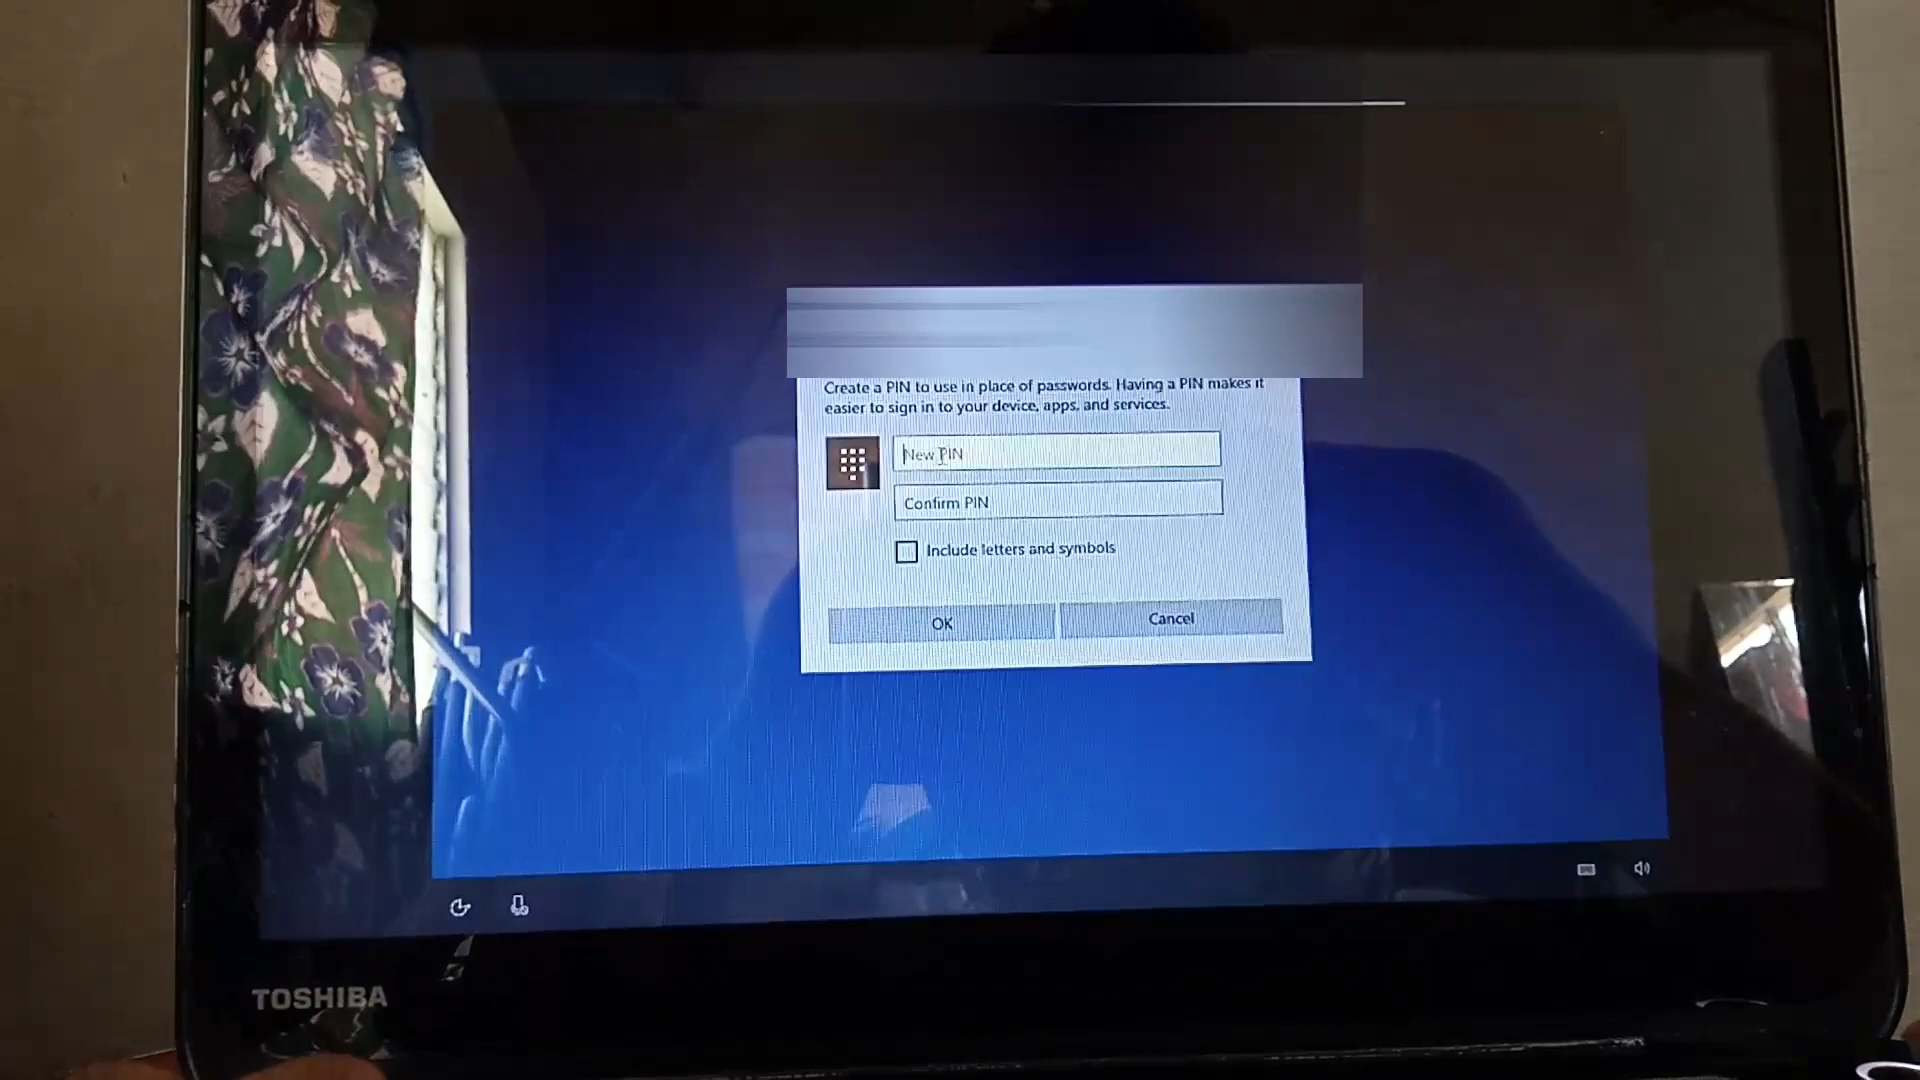 Create a PIN to use in place of passwords. Having a PIN makes it
easier to sign in to your device, apps, and services.
New PIN
Confirm PIN
Include letters and symbols
OK
Cancel
TOSHIBA